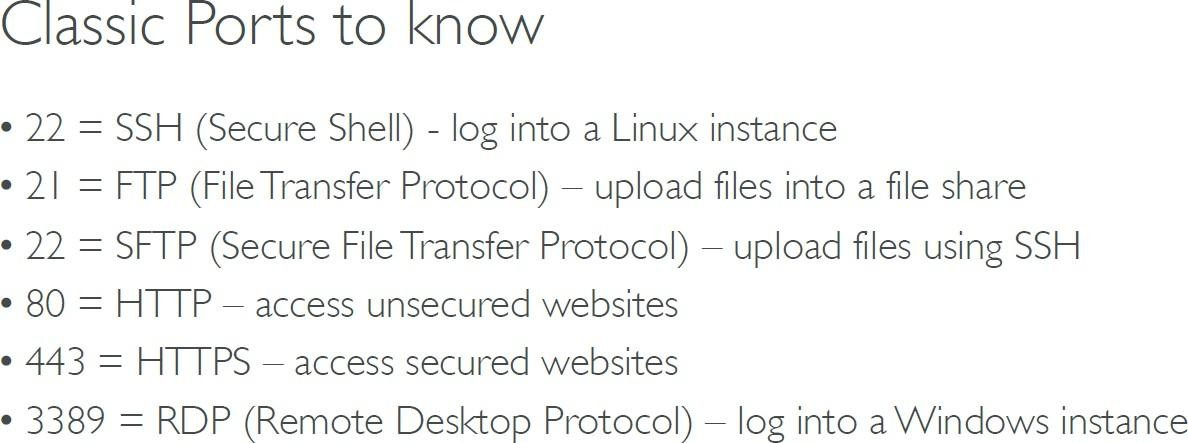 Classic Ports to know
• 22 = SSH (Secure Shell) - log into a Linux instance
• 21 = FTP (File Transfer Protocol) – upload files into a file share
• 22 = SFTP (Secure File Transfer Protocol) – upload files using SSH
• 80 = HTTP – access unsecured websites
• 443 = HTTPS – access secured websites
• 3389 = RDP (Remote Desktop Protocol) – log into a Windows instance